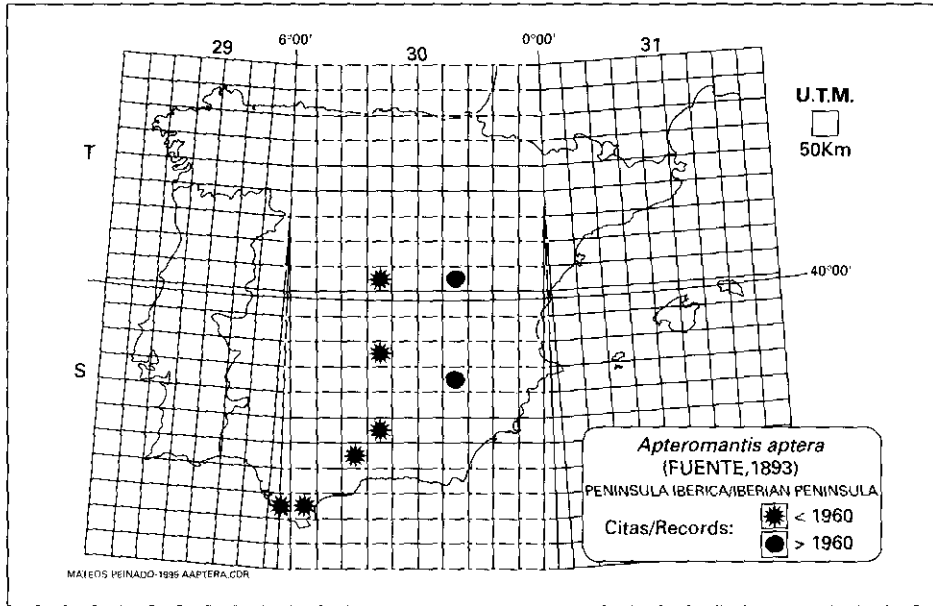 29 6°00' 30 0°00' 31
U.T.M.
50Km
T
40°00'
S
Apteromantis aptera
(FUENTE,1893)
PENINSULA IBERICA/IBERIAN PENINSULA
Citas/Records:
< 1960
> 1960
MATEOS PEINADO-1995 AAPTERA.CDR